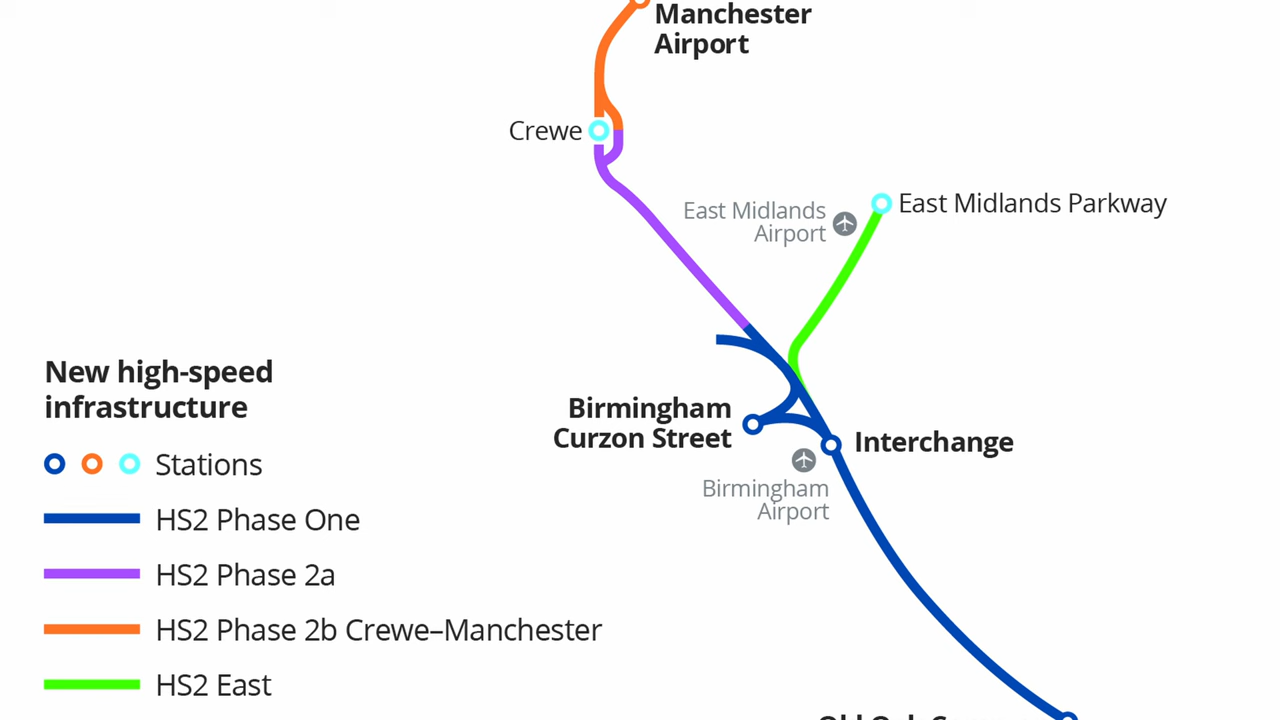 Manchester
Airport
Crewe
East Midlands
Airport
East Midlands Parkway
New high-speed
infrastructure
Birmingham
Curzon Street
Interchange
Stations
Birmingham
Airport
HS2 Phase One
HS2 Phase 2a
HS2 Phase 2b Crewe–Manchester
HS2 East